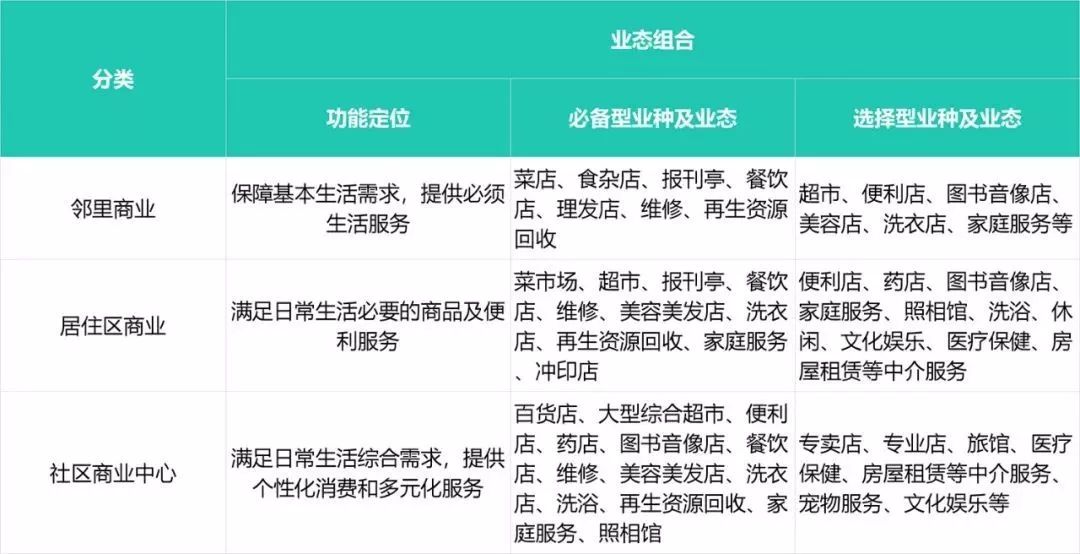 分类
业态组合
功能定位
必备型业种及业态
选择型业种及业态
邻里商业
保障基本生活需求，提供必须
生活服务
菜店、食杂店、报刊亭、餐饮
店、理发店、维修、再生资源
回收
超市、便利店、图书音像店、
美容店、洗衣店、家庭服务等
居住区商业
满足日常生活必要的商品及便
利服务
菜市场、超市、报刊亭、餐饮
店、维修、美容美发店、洗衣
店、再生资源回收、家庭服务
、冲印店
便利店、药店、图书音像店、
家庭服务、照相馆、洗浴、休
闲、文化娱乐、医疗保健、房
屋租赁等中介服务
社区商业中心
满足日常生活综合需求，提供
个性化消费和多元化服务
百货店、大型综合超市、便利
店、药店、图书音像店、餐饮
店、维修、美容美发店、洗衣
店、洗浴、再生资源回收、家
庭服务、照相馆
专卖店、专业店、旅馆、医疗
保健、房屋租赁等中介服务、
宠物服务、文化娱乐等